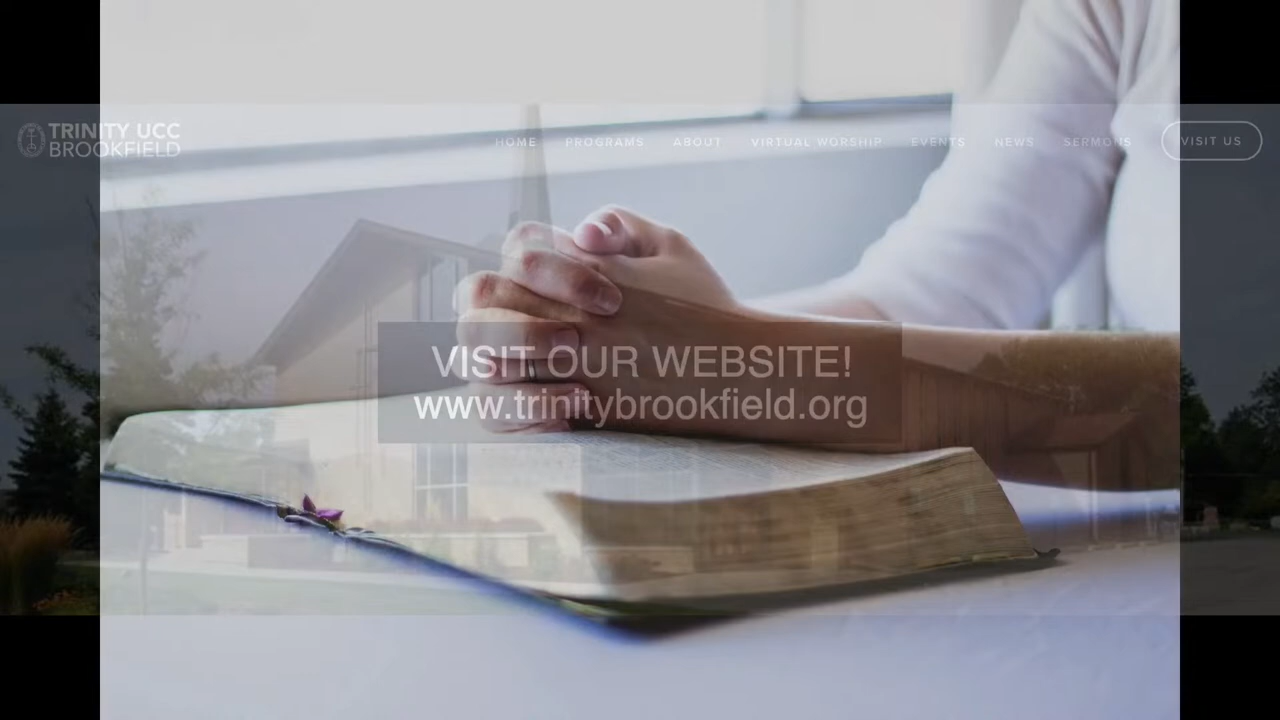 TRINITY UCC
BROOKFIELD
HOME PROGRAMS ABOUT VIRTUAL WORSHIP EVENTS NEWS SERMONS VISIT US
VISIT OUR WEBSITE!
www.trinitybrookfield.org